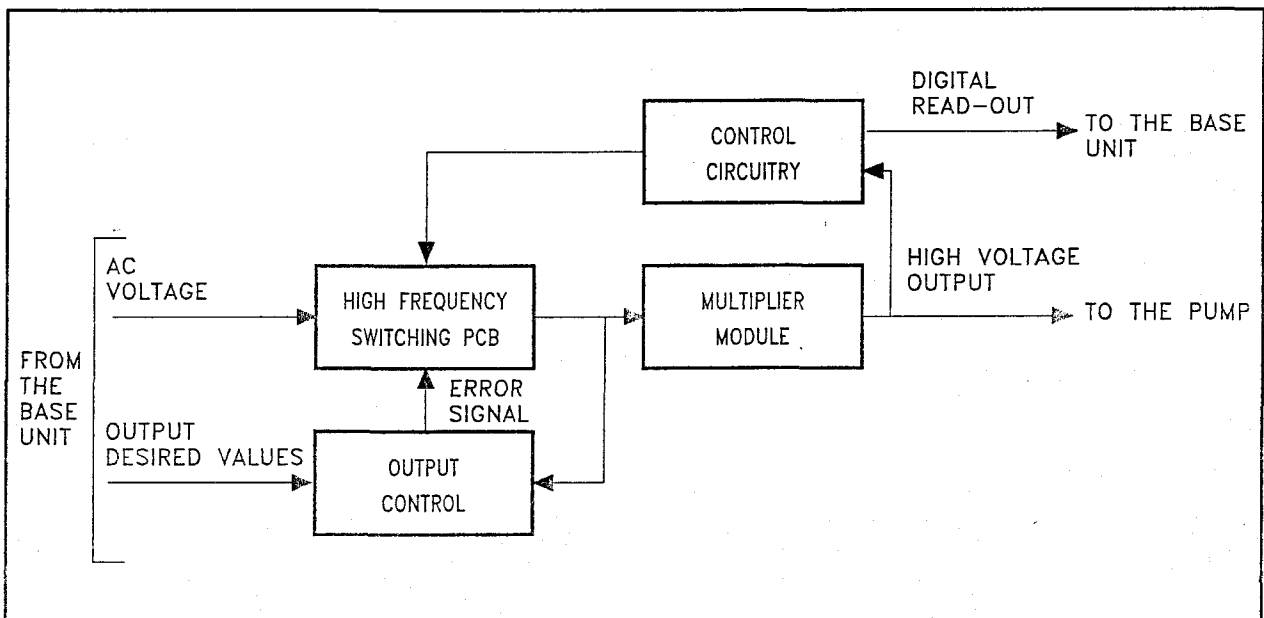 DIGITAL
READ-OUT
TO THE BASE
UNIT
CONTROL
CIRCUITRY
AC
VOLTAGE
HIGH FREQUENCY
SWITCHING PCB
MULTIPLIER
MODULE
HIGH VOLTAGE
OUTPUT
TO THE PUMP
FROM
THE
BASE
UNIT
ERROR
SIGNAL
OUTPUT
DESIRED VALUES
OUTPUT
CONTROL